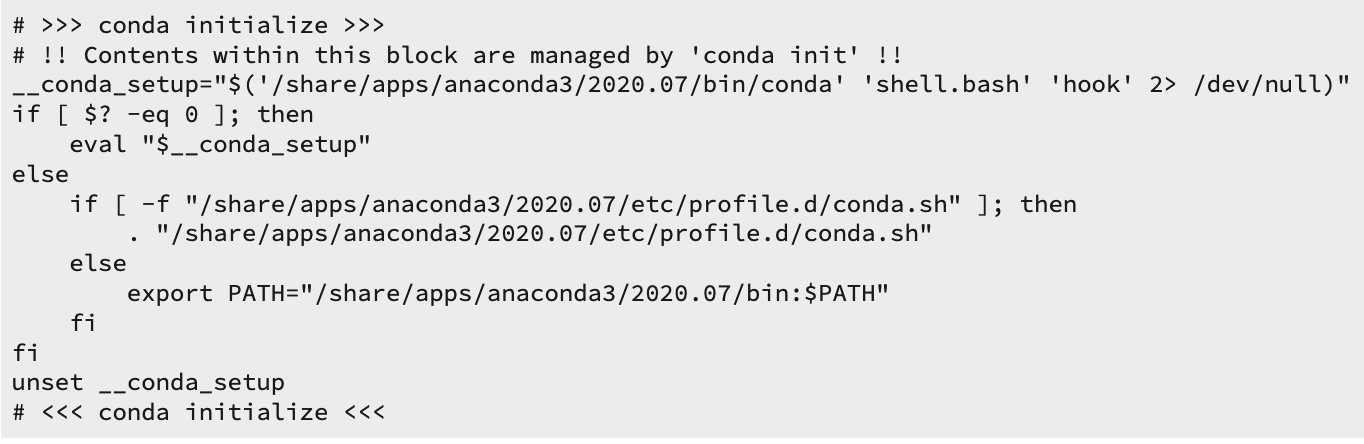 # >>> conda initialize >>>
# !! Contents within this block are managed by 'conda init' !!
__conda_setup="$('/share/apps/anaconda3/2020.07/bin/conda' 'shell.bash' 'hook' 2> /dev/null)"
if [ $? -eq 0 ]; then
    eval "$__conda_setup"
else
    if [ -f "/share/apps/anaconda3/2020.07/etc/profile.d/conda.sh" ]; then
        . "/share/apps/anaconda3/2020.07/etc/profile.d/conda.sh"
    else
        export PATH="/share/apps/anaconda3/2020.07/bin:$PATH"
    fi
fi
unset __conda_setup
# <<< conda initialize <<<